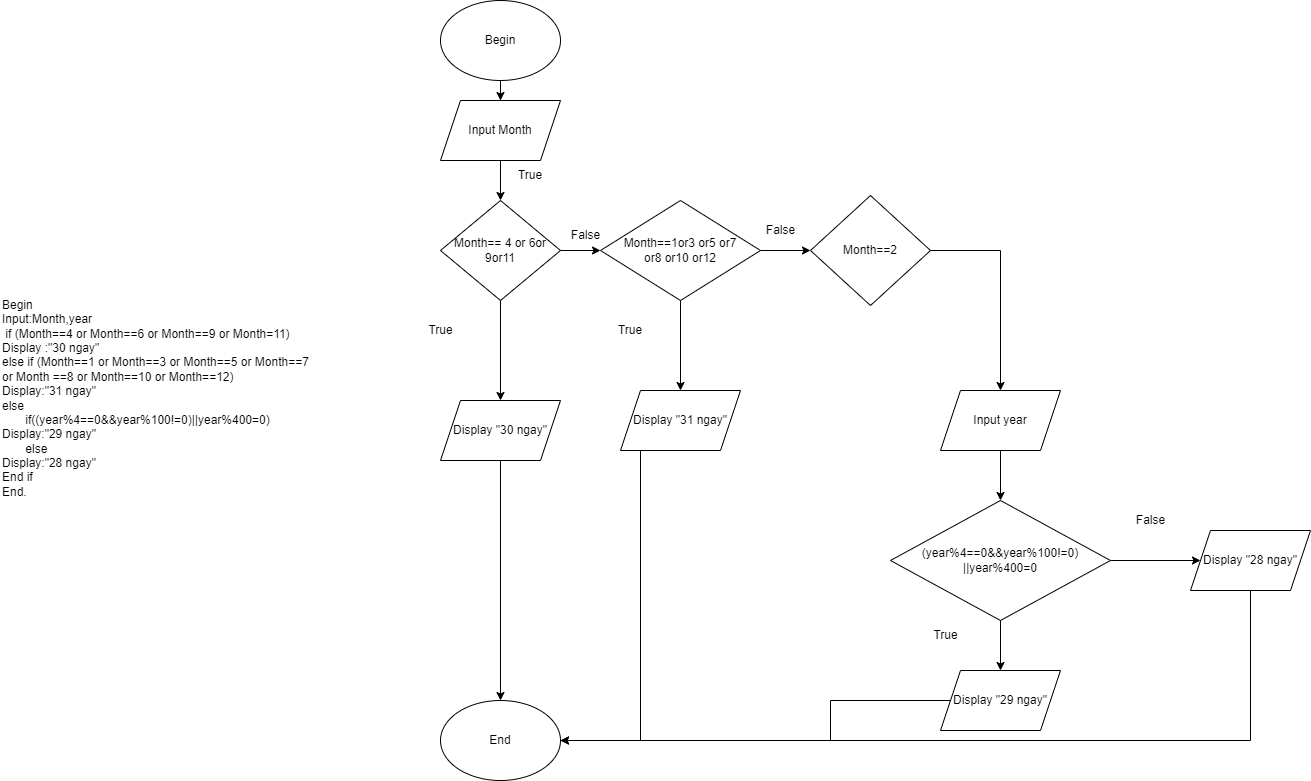 Begin
Input Month
True
Month== 4 or 6or
9or11
False
Month==1or3 or5 or7
or8 or10 or12
False
Month==2
True
True
Begin
Input:Month,year
if (Month==4 or Month==6 or Month==9 or Month=11)
Display :"30 ngay"
else if (Month==1 or Month==3 or Month==5 or Month==7
or Month ==8 or Month==10 or Month==12)
Display:"31 ngay"
else
if((year%4==0&&year%100!=0)||year%400=0)
Display:"29 ngay"
else
Display:"28 ngay"
End if
End.
Display "30 ngay"
Display "31 ngay"
Input year
(year%4==0&&year%100!=0)
||year%400=0
False
Display "28 ngay"
True
Display "29 ngay"
End